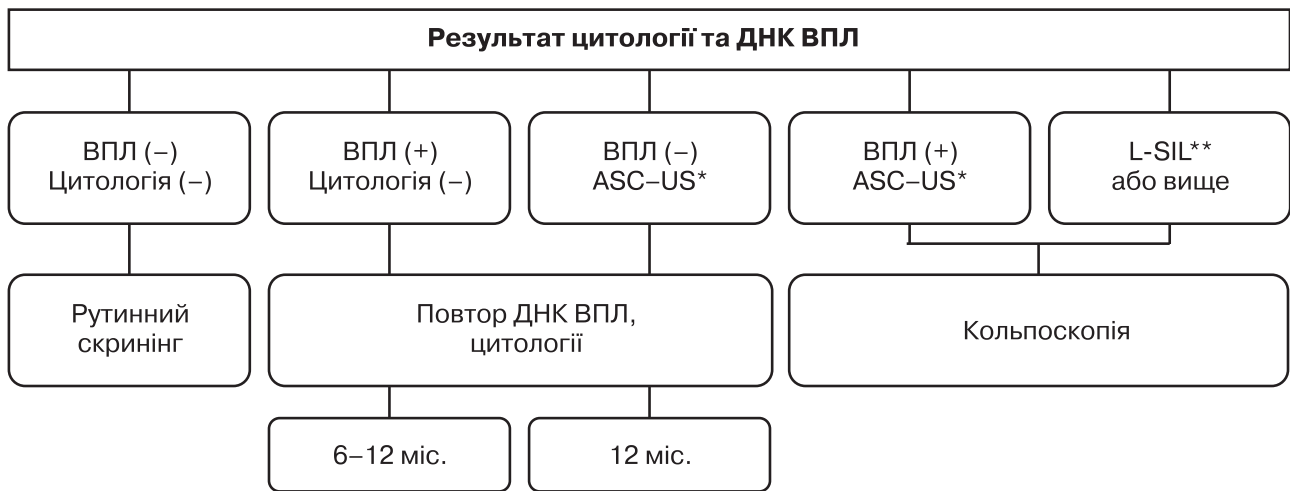 Результат цитології та ДНК ВПЛ
ВПЛ (–)
Цитологія (–)
ВПЛ (+)
Цитологія (–)
ВПЛ (–)
ASC–US*
ВПЛ (+)
ASC–US*
L-SIL**
або вище
Рутинний
скринінг
Повтор ДНК ВПЛ,
цитології
Кольпоскопія
6–12 міс.
12 міс.